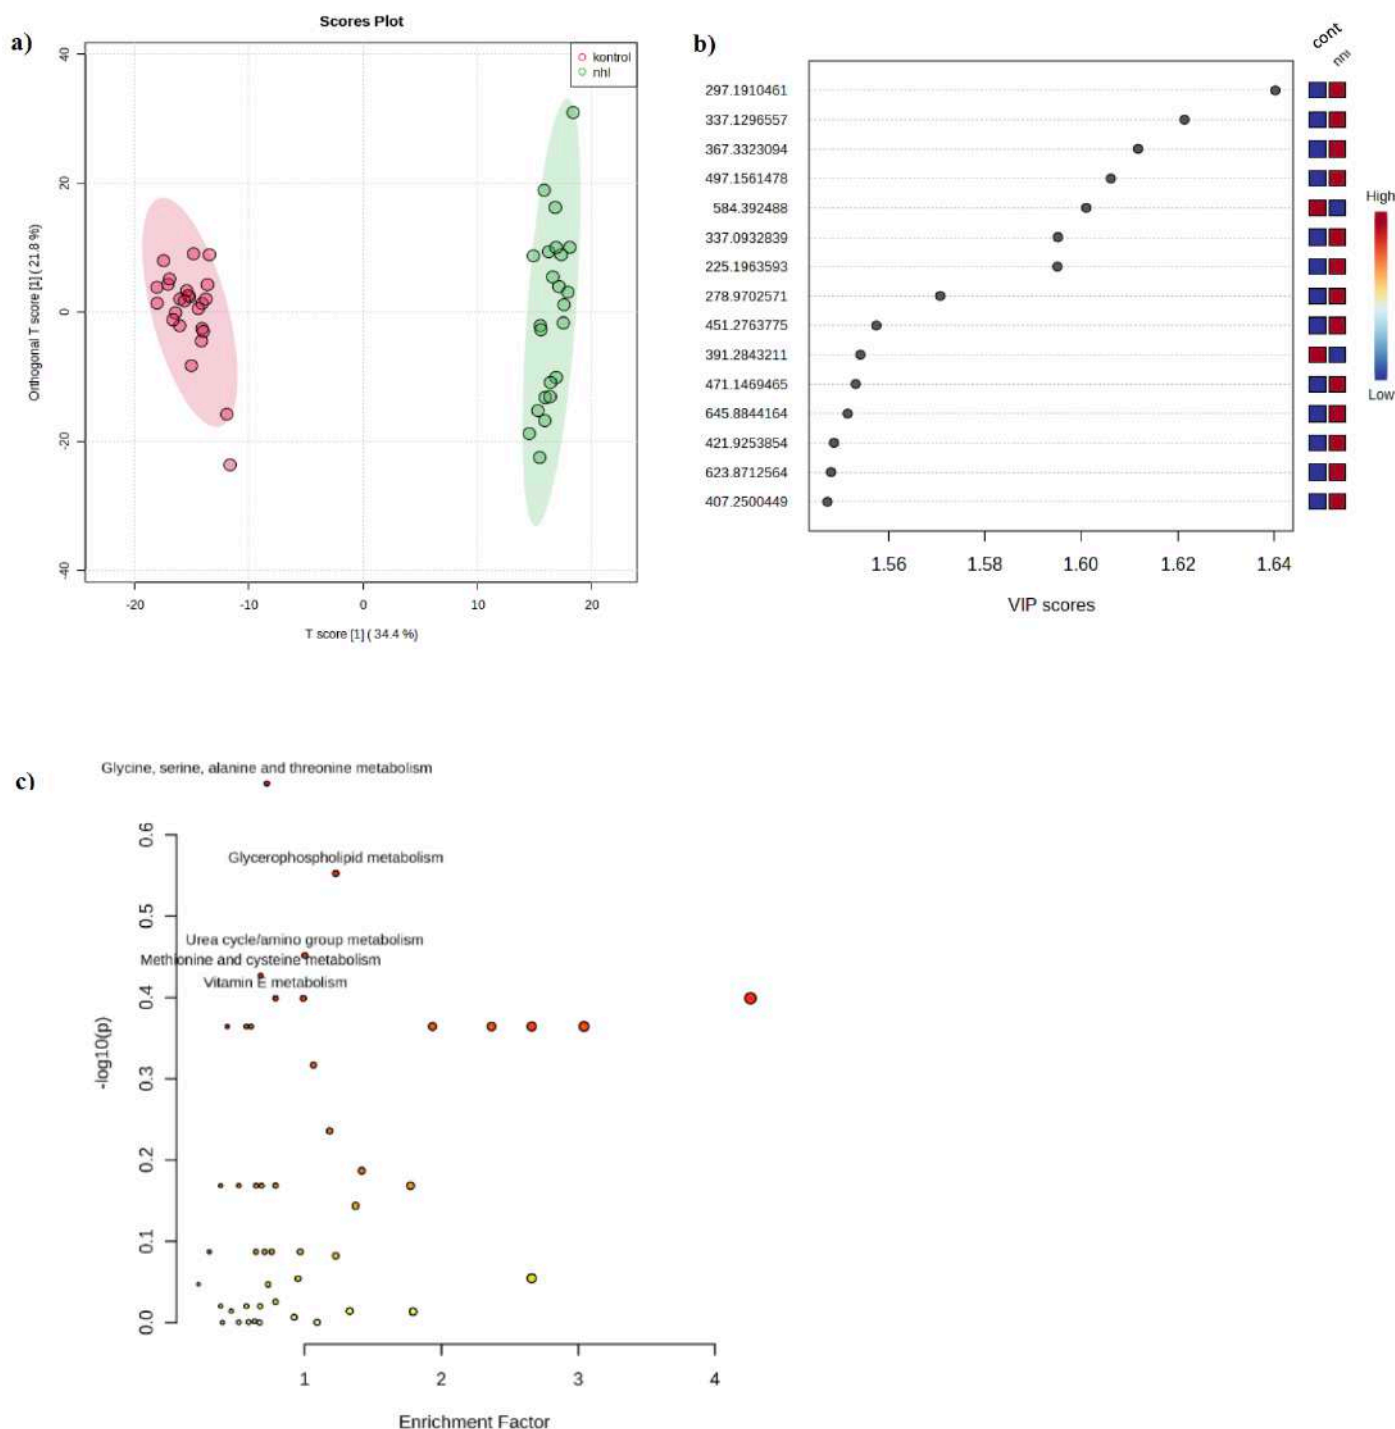 a)
Scores Plot
kontrol
nhl
40
20
0
20
40
Orthogonal T score [1] ( 21.8 %)
-20
-10
0
10
20
T score [1] ( 34.4 %)
b)
cont
nhl
297.1910461
337.1296557
367.3323094
497.1561478
584.392488
337.0932839
225.1963593
278.9702571
451.2763775
391.2843211
471.1469465
645.8844164
421.9253854
623.8712564
407.2500449
High
Low
1.56
1.58
1.60
1.62
1.64
VIP scores
c)
Glycine, serine, alanine and threonine metabolism
Glycerophospholipid metabolism
Urea cycle/amino group metabolism
Methionine and cysteine metabolism
Vitamin E metabolism
0.6
0.5
0.4
0.3
0.2
0.1
0.0
-log10(p)
1
2
3
4
Enrichment Factor